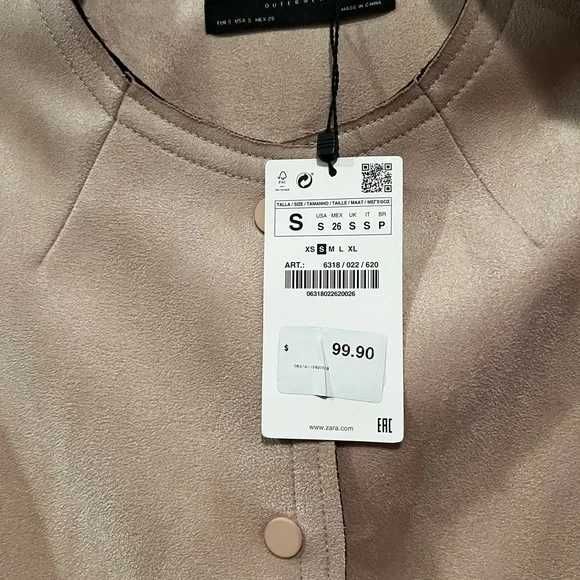 OUTERWEAR
EUR S USA S MEX 26
MADE IN CHINA
FSC
TALLA / SIZE / TAMANHO / TAILLE / MAAT / ΜΕΓΕΘΟΣ
S
USA MEX UK IT BR
S 26 S S P
XS S M L XL
ART.: 6318 / 022 / 620
06318022620026
$ 99.90
www.zara.com
EAC